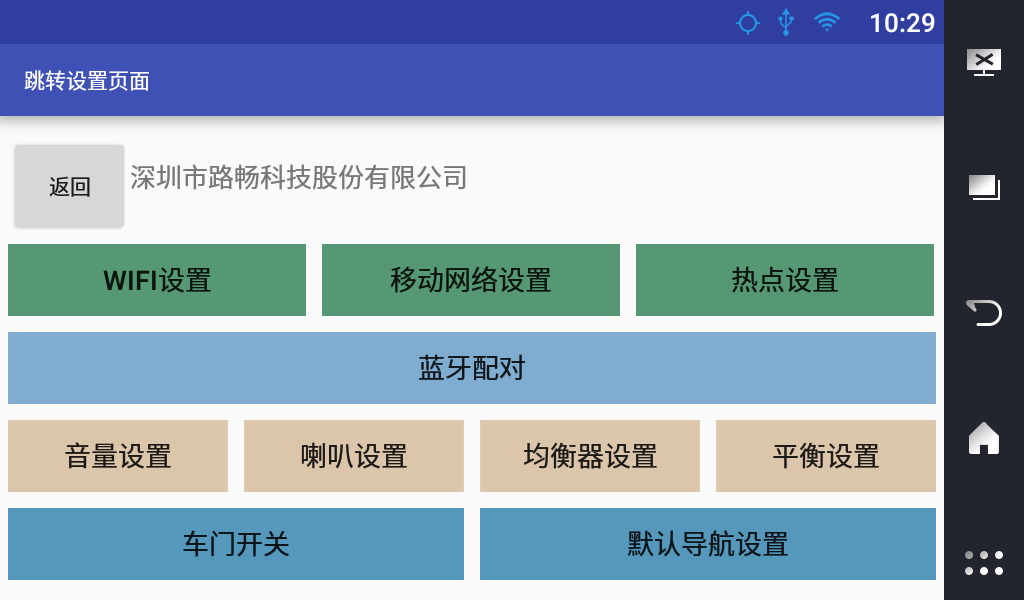 10:29
跳转设置页面
返回
深圳市路畅科技股份有限公司
WIFI设置
移动网络设置
热点设置
蓝牙配对
音量设置
喇叭设置
均衡器设置
平衡设置
车门开关
默认导航设置